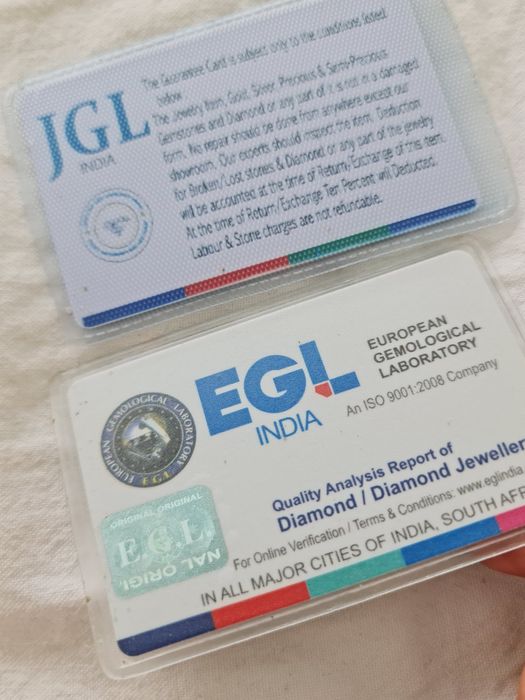 JGL
INDIA
The Guarantee Card is subject only to the conditions listed
below
The Jewelry Item, Gold, Silver, Precious & Semi-Precious
Gemstones and Diamond or any part of it is not in a damaged
form. No repair should be done from anywhere except our
showroom. Our experts should inspect the item. Deduction
for Broken/Lost stones & Diamond or any part of the jewelry
will be accounted at the time of Return/Exchange of this item.
At the time of Return/Exchange Ten Percent will Deducted.
Labour & Stone charges are not refundable.
EUROPEAN GEMOLOGICAL LABORATORY
EGL
EGL
INDIA
EUROPEAN
GEMOLOGICAL
LABORATORY
An ISO 9001:2008 Company
ORIGINAL ORIGINAL
E.G.L
NAL ORIGI
Quality Analysis Report of
Diamond / Diamond Jeweller
For Online Verification / Terms & Conditions: www.eglindia.
IN ALL MAJOR CITIES OF INDIA, SOUTH AFR